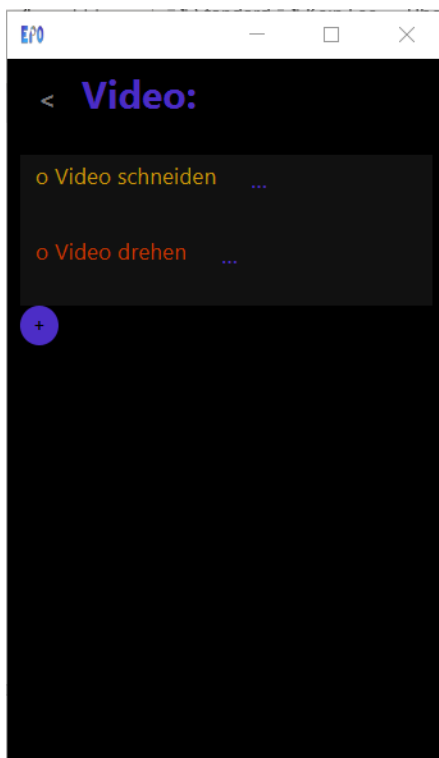 EPO
< Video:
o Video schneiden ...
o Video drehen ...
+